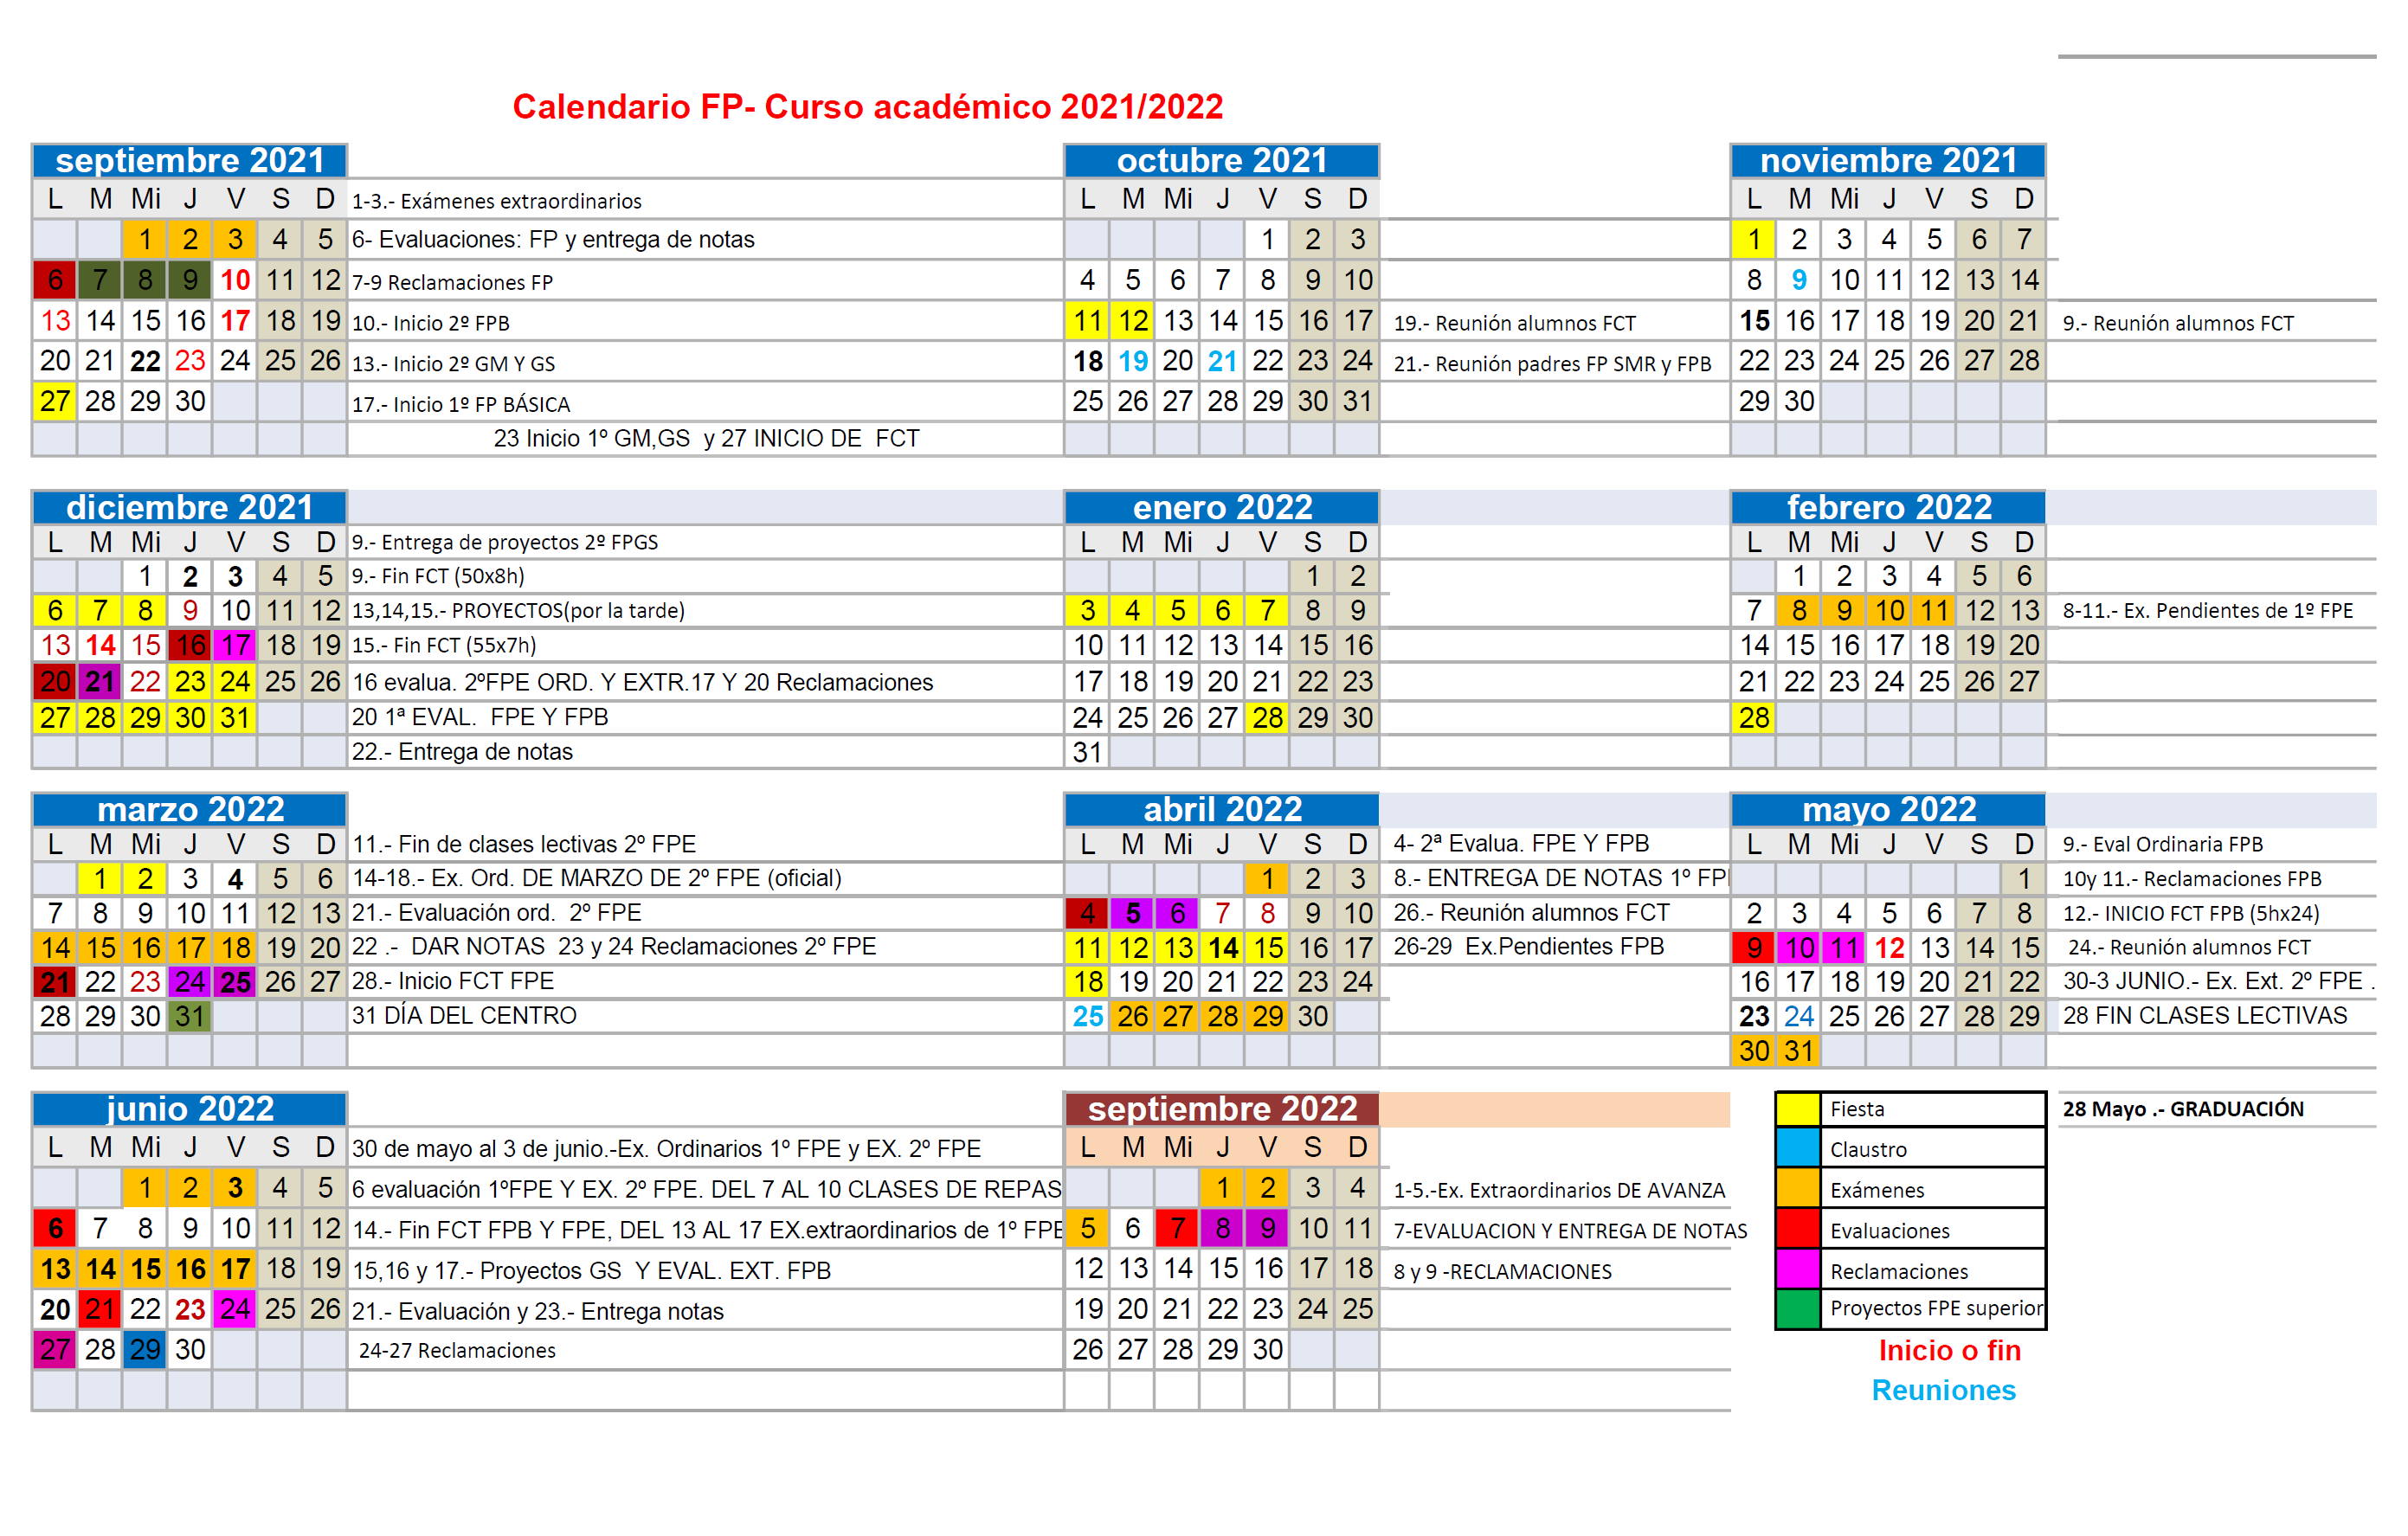 Calendario FP- Curso académico 2021/2022
septiembre 2021
L M Mi J V S D
1 2 3 4 5
6 7 8 9 10 11 12
13 14 15 16 17 18 19
20 21 22 23 24 25 26
27 28 29 30
1-3.- Exámenes extraordinarios
6- Evaluaciones: FP y entrega de notas
7-9 Reclamaciones FP
10.- Inicio 2º FPB
13.- Inicio 2º GM Y GS
17.- Inicio 1º FP BÁSICA
23 Inicio 1º GM,GS y 27 INICIO DE FCT
octubre 2021
L M Mi J V S D
1 2 3
4 5 6 7 8 9 10
11 12 13 14 15 16 17
18 19 20 21 22 23 24
25 26 27 28 29 30 31
19.- Reunión alumnos FCT
21.- Reunión padres FP SMR y FPB
noviembre 2021
L M Mi J V S D
1 2 3 4 5 6 7
8 9 10 11 12 13 14
15 16 17 18 19 20 21
22 23 24 25 26 27 28
29 30
9.- Reunión alumnos FCT
diciembre 2021
L M Mi J V S D
1 2 3 4 5
6 7 8 9 10 11 12
13 14 15 16 17 18 19
20 21 22 23 24 25 26
27 28 29 30 31
9.- Entrega de proyectos 2º FPGS
9.- Fin FCT (50x8h)
13,14,15.- PROYECTOS(por la tarde)
15.- Fin FCT (55x7h)
16 evalua. 2ºFPE ORD. Y EXTR.17 Y 20 Reclamaciones
20 1ª EVAL. FPE Y FPB
22.- Entrega de notas
enero 2022
L M Mi J V S D
1 2
3 4 5 6 7 8 9
10 11 12 13 14 15 16
17 18 19 20 21 22 23
24 25 26 27 28 29 30
31
febrero 2022
L M Mi J V S D
1 2 3 4 5 6
7 8 9 10 11 12 13
14 15 16 17 18 19 20
21 22 23 24 25 26 27
28
8-11.- Ex. Pendientes de 1º FPE
marzo 2022
L M Mi J V S D
1 2 3 4 5 6
7 8 9 10 11 12 13
14 15 16 17 18 19 20
21 22 23 24 25 26 27
28 29 30 31
11.- Fin de clases lectivas 2º FPE
14-18.- Ex. Ord. DE MARZO DE 2º FPE (oficial)
21.- Evaluación ord. 2º FPE
22 .- DAR NOTAS 23 y 24 Reclamaciones 2º FPE
28.- Inicio FCT FPE
31 DÍA DEL CENTRO
abril 2022
L M Mi J V S D
1 2 3
4 5 6 7 8 9 10
11 12 13 14 15 16 17
18 19 20 21 22 23 24
25 26 27 28 29 30
4- 2ª Evalua. FPE Y FPB
8.- ENTREGA DE NOTAS 1º FPI
26.- Reunión alumnos FCT
26-29 Ex.Pendientes FPB
mayo 2022
L M Mi J V S D
1
2 3 4 5 6 7 8
9 10 11 12 13 14 15
16 17 18 19 20 21 22
23 24 25 26 27 28 29
30 31
9.- Eval Ordinaria FPB
10y 11.- Reclamaciones FPB
12.- INICIO FCT FPB (5hx24)
24.- Reunión alumnos FCT
30-3 JUNIO.- Ex. Ext. 2º FPE .
28 FIN CLASES LECTIVAS
28 Mayo .- GRADUACIÓN
junio 2022
L M Mi J V S D
1 2 3 4 5
6 7 8 9 10 11 12
13 14 15 16 17 18 19
20 21 22 23 24 25 26
27 28 29 30
30 de mayo al 3 de junio.-Ex. Ordinarios 1º FPE y EX. 2º FPE
6 evaluación 1ºFPE Y EX. 2º FPE. DEL 7 AL 10 CLASES DE REPAS
14.- Fin FCT FPB Y FPE, DEL 13 AL 17 EX.extraordinarios de 1º FPE
15,16 y 17.- Proyectos GS Y EVAL. EXT. FPB
21.- Evaluación y 23.- Entrega notas
24-27 Reclamaciones
septiembre 2022
L M Mi J V S D
1 2 3 4
5 6 7 8 9 10 11
12 13 14 15 16 17 18
19 20 21 22 23 24 25
26 27 28 29 30
1-5.-Ex. Extraordinarios DE AVANZA
7-EVALUACION Y ENTREGA DE NOTAS
8 y 9 -RECLAMACIONES
Fiesta
Claustro
Exámenes
Evaluaciones
Reclamaciones
Proyectos FPE superior
Inicio o fin
Reuniones